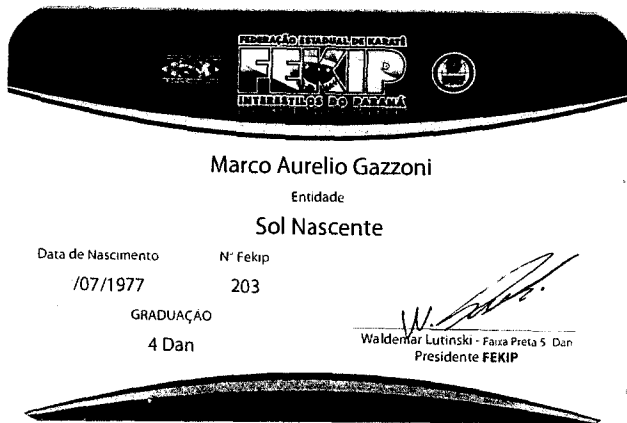 FEDERAÇÃO ESTADUAL DE KARATÊ
FEKIP
INTERESTILOS DO PARANÁ
Marco Aurelio Gazzoni
Entidade
Sol Nascente
Data de Nascimento N° Fekip
/07/1977 203
GRADUAÇÃO
4 Dan
W.
Waldemar Lutinski - Faixa Preta 5 Dan
Presidente FEKIP